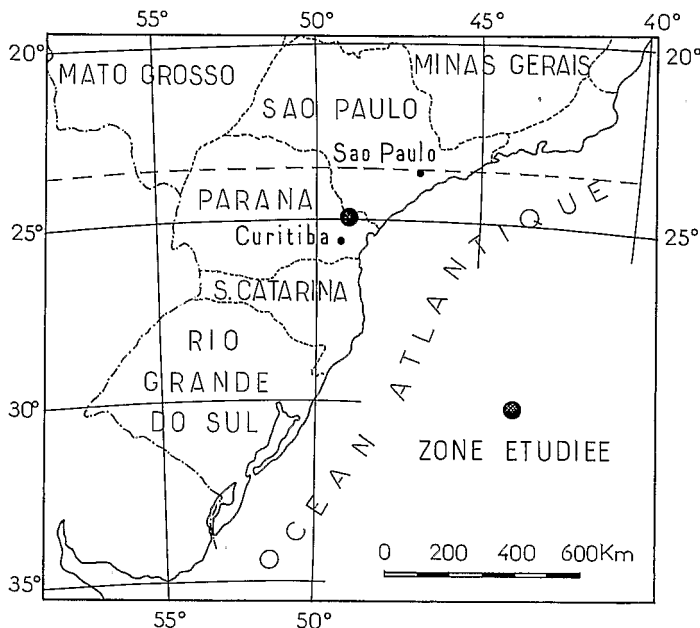 55° 50° 45° 40°
20° 20°
MATO GROSSO
MINAS GERAIS
SAO PAULO
Sao Paulo
PARANA
25° 25°
Curitiba
S. CATARINA
RIO
GRANDE
DO SUL
30°
OCEAN ATLANTIQUE
ZONE ETUDIEE
0 200 400 600Km
35°
55° 50°